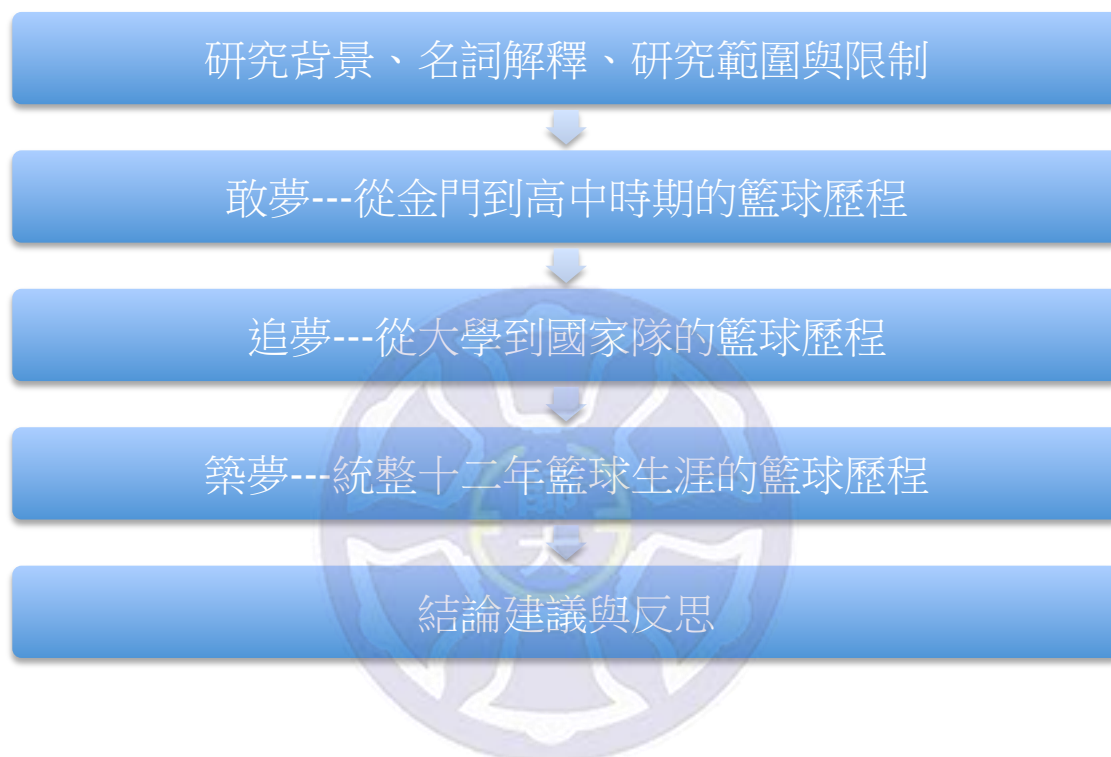 研究背景、名詞解釋、研究範圍與限制
敢夢---從金門到高中時期的籃球歷程
追夢---從大學到國家隊的籃球歷程
築夢---統整十二年籃球生涯的籃球歷程
師
大
結論建議與反思